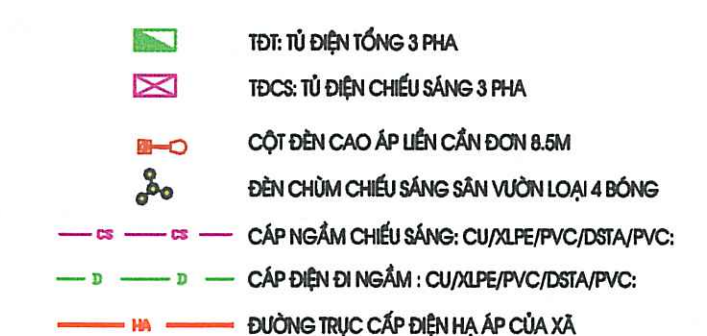 TĐT: TỦ ĐIỆN TỔNG 3 PHA
TĐCS: TỦ ĐIỆN CHIẾU SÁNG 3 PHA
CỘT ĐÈN CAO ÁP LIỀN CẦN ĐƠN 8.5M
ĐÈN CHÙM CHIẾU SÁNG SÂN VƯỜN LOẠI 4 BÓNG
CS CS CÁP NGẦM CHIẾU SÁNG: CU/XLPE/PVC/DSTA/PVC:
D D CÁP ĐIỆN ĐI NGẦM : CU/XLPE/PVC/DSTA/PVC:
HA ĐƯỜNG TRỤC CẤP ĐIỆN HẠ ÁP CỦA XÃ